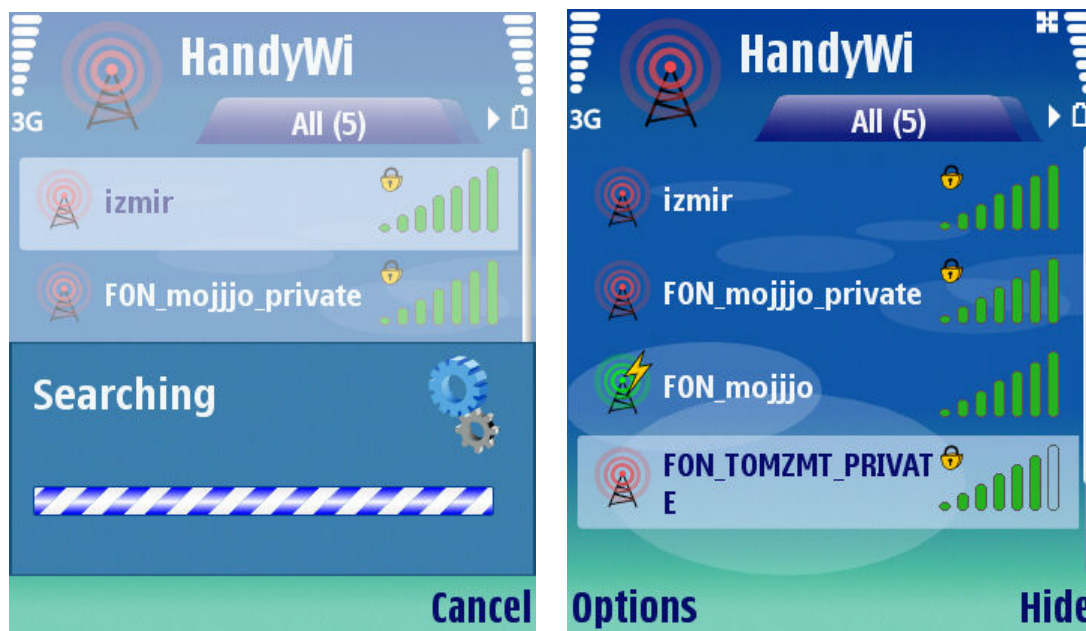 HandyWi
3G
All (5)
izmir
FON_mojjjo_private
Searching
Cancel
HandyWi
3G
All (5)
izmir
FON_mojjjo_private
FON_mojjjo
FON_TOMZMT_PRIVAT
E
Options
Hide